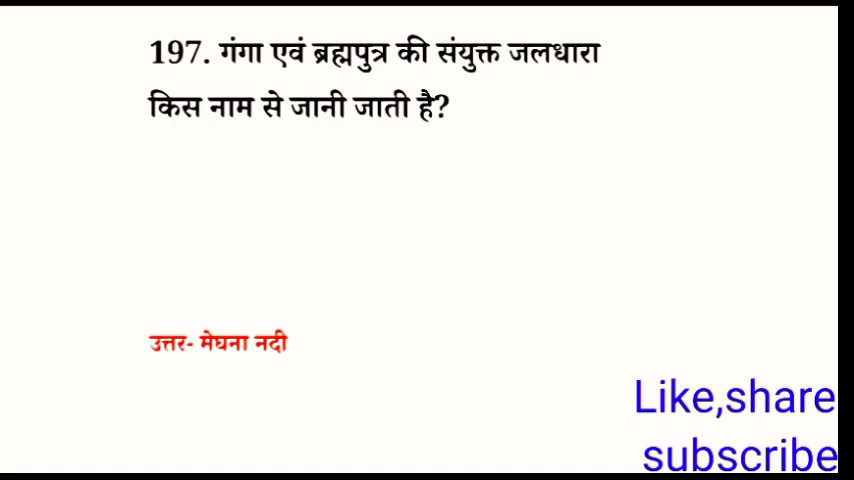 197. गंगा एवं ब्रह्मपुत्र की संयुक्त जलधारा
किस नाम से जानी जाती है?
उत्तर- मेघना नदी
Like,share
subscribe